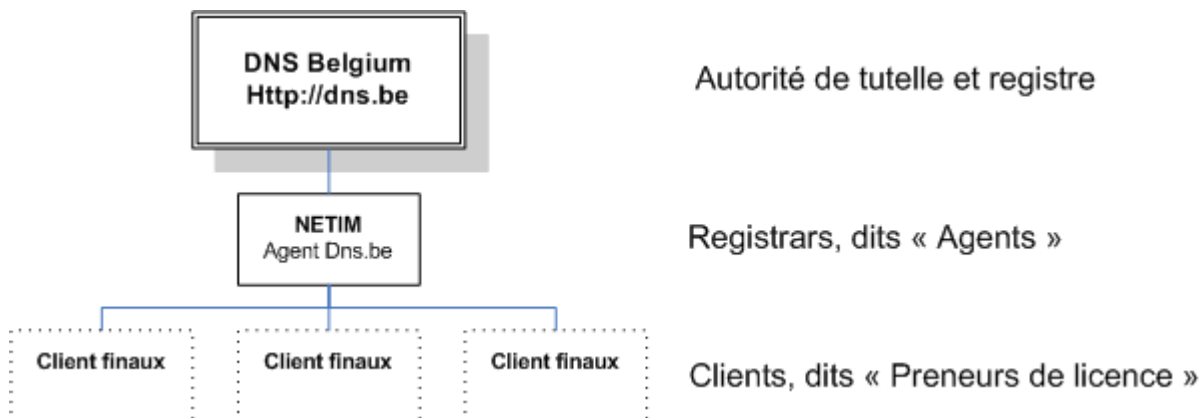 DNS Belgium
Http://dns.be
Autorité de tutelle et registre
NETIM
Agent Dns.be
Registrars, dits « Agents »
Client finaux
Client finaux
Client finaux
Clients, dits « Preneurs de licence »